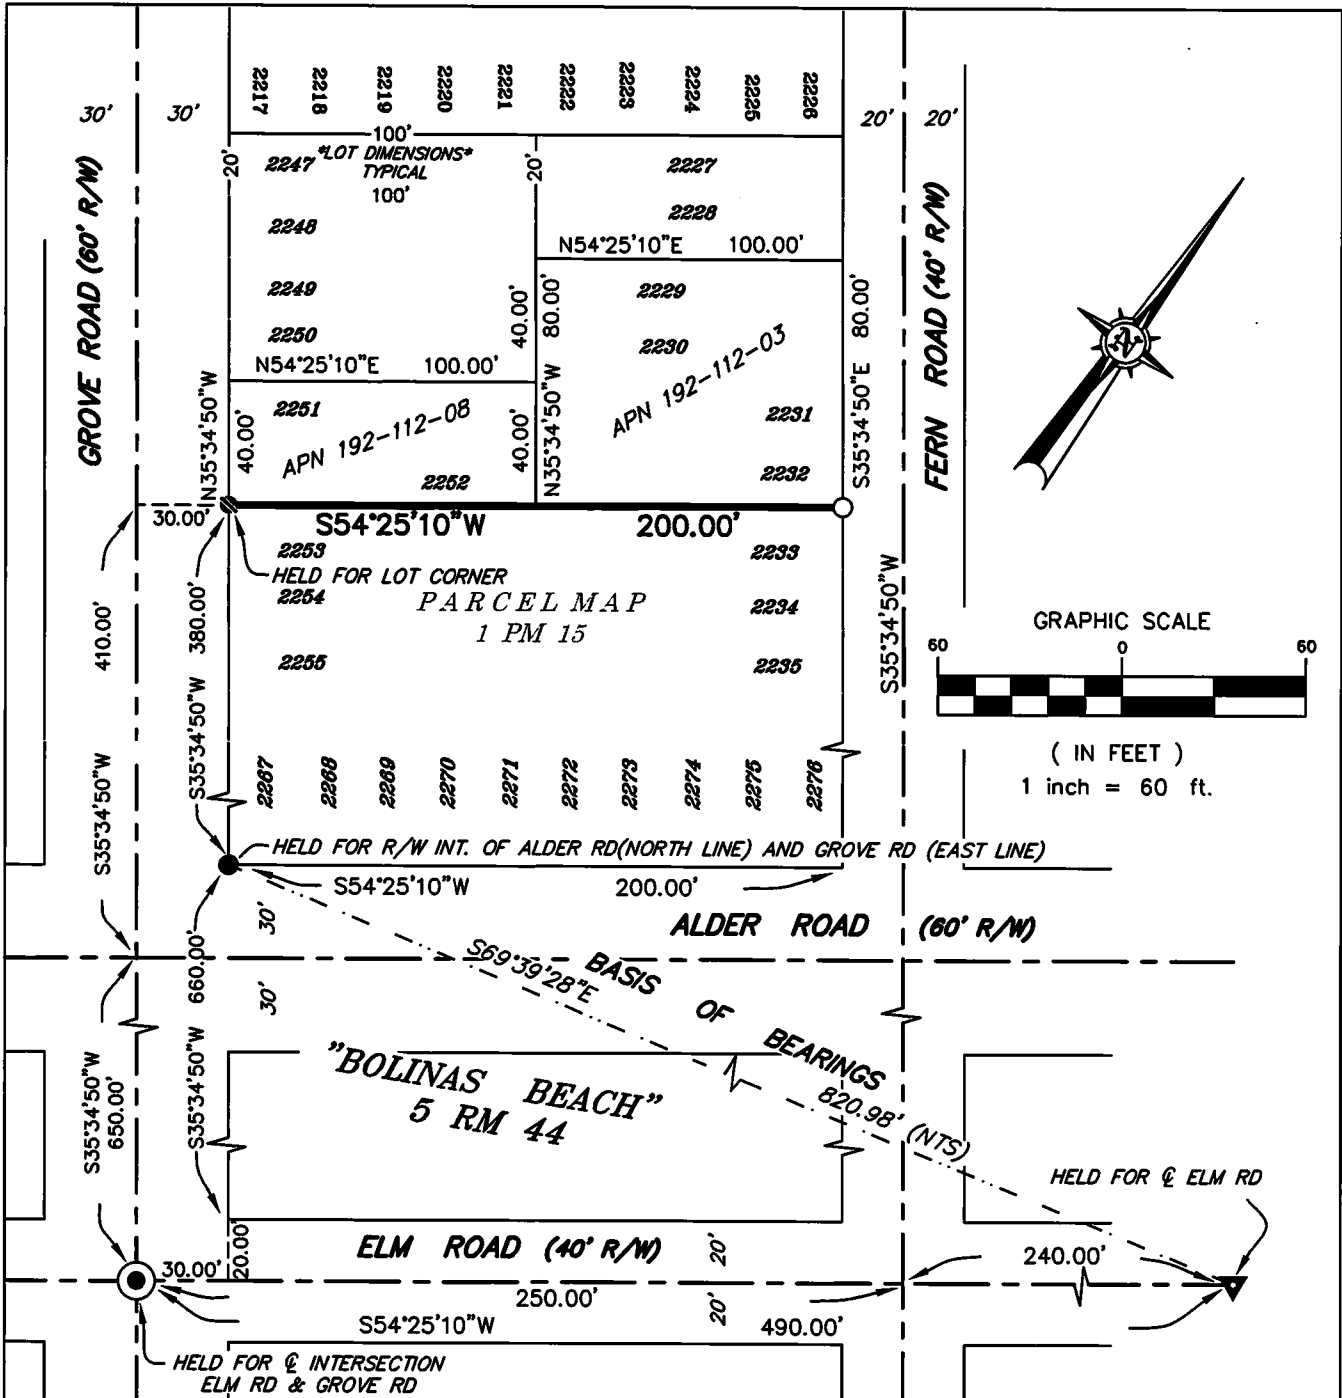 2217
2218
2219
2220
2221
2222
2223
2224
2225
2226
30'
30'
20'
20'
100'
*LOT DIMENSIONS*
TYPICAL
100'
20'
20'
2247
2248
2249
2250
N54°25'10"E 100.00'
2227
2228
N54°25'10"E 100.00'
2229
2230
2231
2232
40.00'
80.00'
N35°34'50"W
40.00'
S35°34'50"E 80.00'
APN 192-112-03
2251
APN 192-112-08
2252
N35°34'50"W
40.00'
GROVE ROAD (60' R/W)
FERN ROAD (40' R/W)
N
30.00'
S54°25'10"W 200.00'
2253
HELD FOR LOT CORNER
2254
2255
PARCEL MAP
1 PM 15
2233
2234
2235
410.00'
S35°34'50"W
S35°34'50"W 380.00'
S35°34'50"W
GRAPHIC SCALE
60 0 60
( IN FEET )
1 inch = 60 ft.
2267
2268
2269
2270
2271
2272
2273
2274
2275
2276
HELD FOR R/W INT. OF ALDER RD(NORTH LINE) AND GROVE RD (EAST LINE)
S54°25'10"W 200.00'
30'
30'
ALDER ROAD (60' R/W)
S69°39'28"E
BASIS OF BEARINGS
820.98' (NTS)
S35°34'50"W 660.00'
S35°34'50"W
650.00'
"BOLINAS BEACH"
5 RM 44
HELD FOR ℄ ELM RD
ELM ROAD (40' R/W)
20'
20'
20.00'
30.00'
250.00'
240.00'
S54°25'10"W
490.00'
HELD FOR ℄ INTERSECTION
ELM RD & GROVE RD